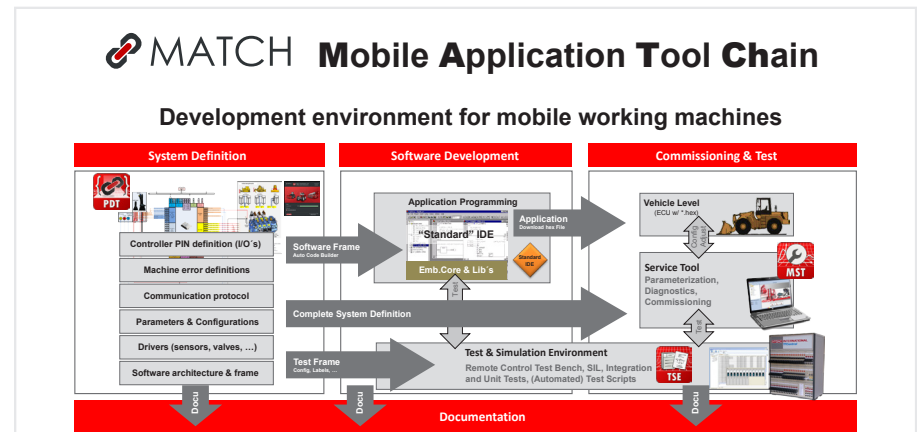 MATCH Mobile Application Tool Chain
Development environment for mobile working machines
System Definition
Software Development
Commissioning & Test
PDT
Controller PIN definition (I/O´s)
Machine error definitions
Communication protocol
Parameters & Configurations
Drivers (sensors, valves, …)
Software architecture & frame
Software Frame
Auto Code Builder
Complete System Definition
Test Frame
Config, Labels, …
Application Programming
"Standard" IDE
Emb.Core & Lib´s
Standard
IDE
Application
Download hex File
Test
Vehicle Level
(ECU w/ *.hex)
Config
Adjust
Service Tool
Parameterization,
Diagnostics,
Commissioning
MST
Test
Test & Simulation Environment
Remote Control Test Bench, SIL, Integration
and Unit Tests, (Automated) Test Scripts
TSE
Docu
Docu
Docu
Documentation